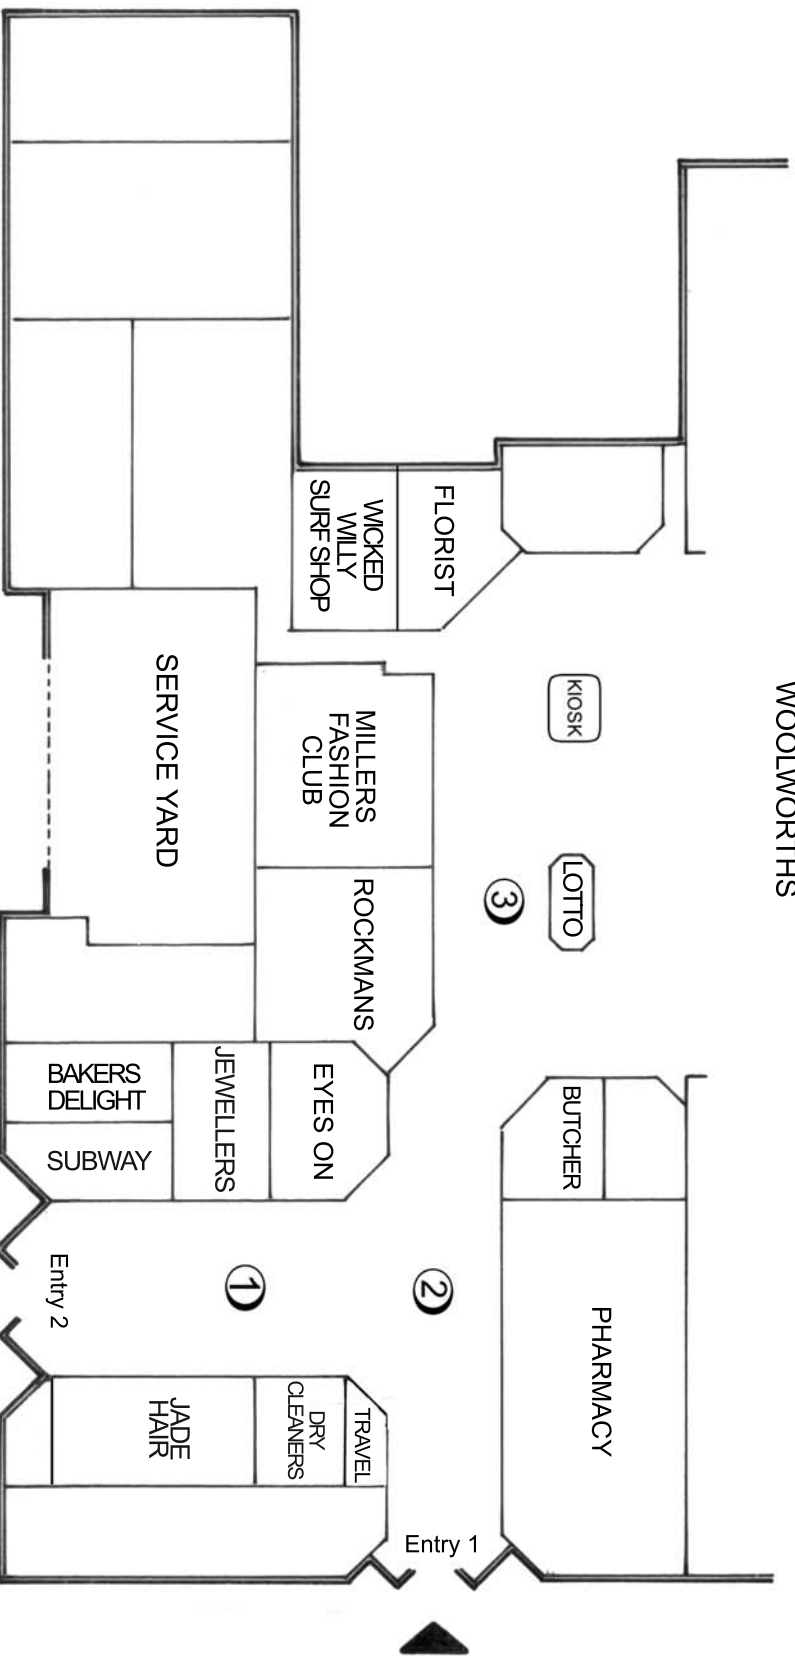 WOOLWORTHS
WICKED
WILLY
SURF SHOP
FLORIST
KIOSK
SERVICE YARD
MILLERS
FASHION
CLUB
LOTTO
3
ROCKMANS
BAKERS
DELIGHT
SUBWAY
JEWELLERS
EYES ON
BUTCHER
Entry 2
1
2
PHARMACY
JADE
HAIR
DRY
CLEANERS
TRAVEL
Entry 1